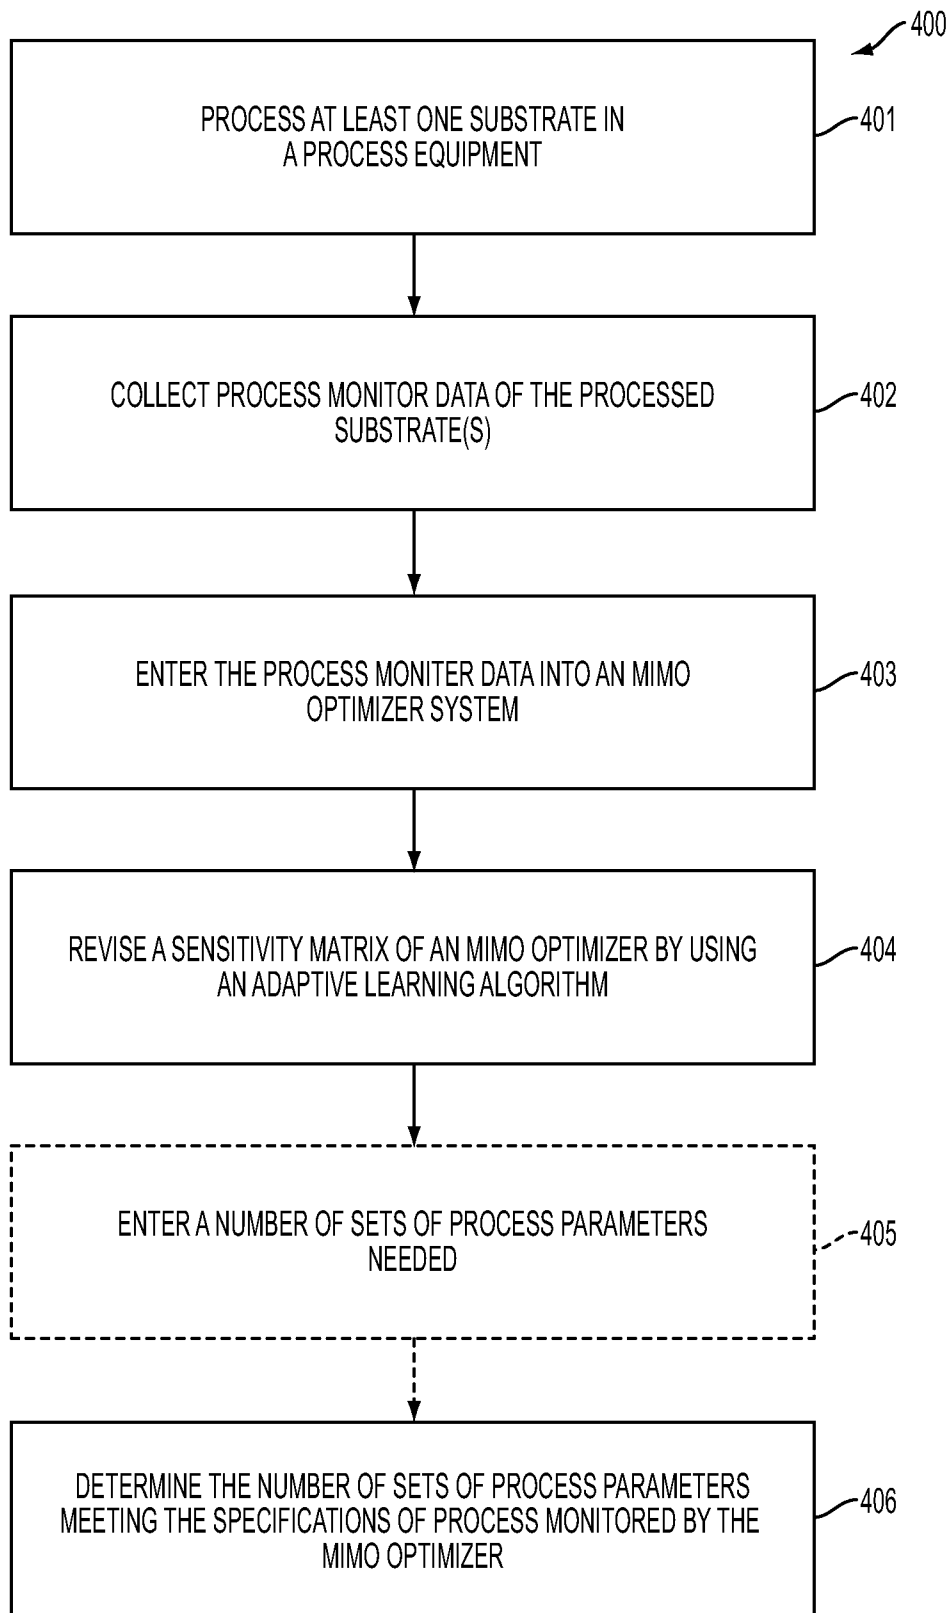 400
PROCESS AT LEAST ONE SUBSTRATE IN
A PROCESS EQUIPMENT
401
COLLECT PROCESS MONITOR DATA OF THE PROCESSED
SUBSTRATE(S)
402
ENTER THE PROCESS MONITER DATA INTO AN MIMO
OPTIMIZER SYSTEM
403
REVISE A SENSITIVITY MATRIX OF AN MIMO OPTIMIZER BY USING
AN ADAPTIVE LEARNING ALGORITHM
404
ENTER A NUMBER OF SETS OF PROCESS PARAMETERS
NEEDED
405
DETERMINE THE NUMBER OF SETS OF PROCESS PARAMETERS
MEETING THE SPECIFICATIONS OF PROCESS MONITORED BY THE
MIMO OPTIMIZER
406